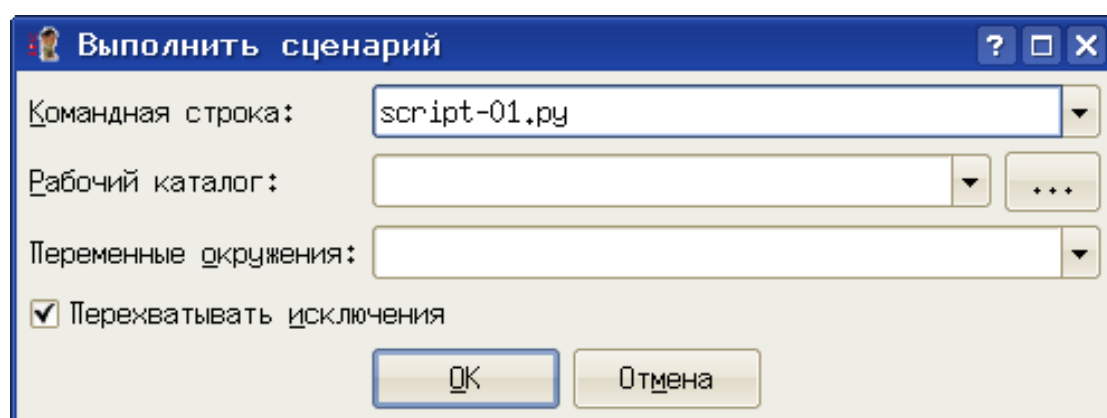 Выполнить сценарий
Командная строка: script-01.py
Рабочий каталог: ...
Переменные окружения:
Перехватывать исключения
OK Отмена